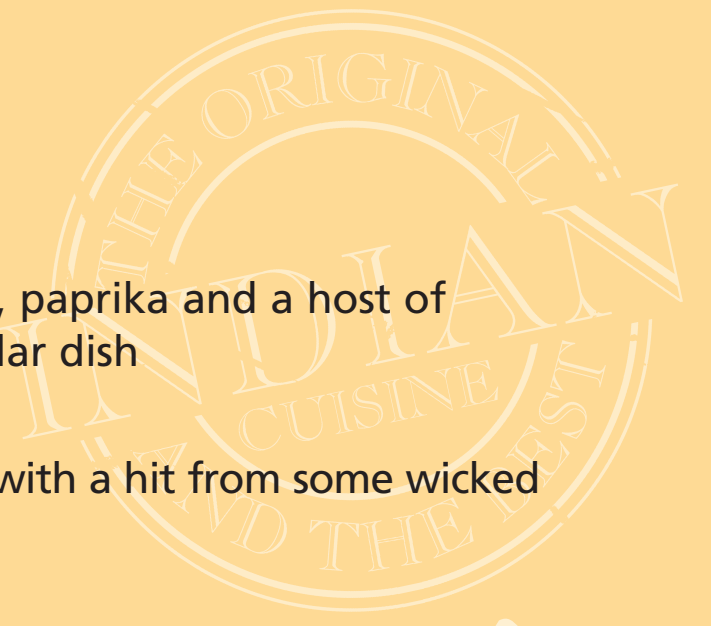 THE ORIGINAL
INDIAN
CUISINE
AND THE BEST
, paprika and a host of
lar dish
with a hit from some wicked